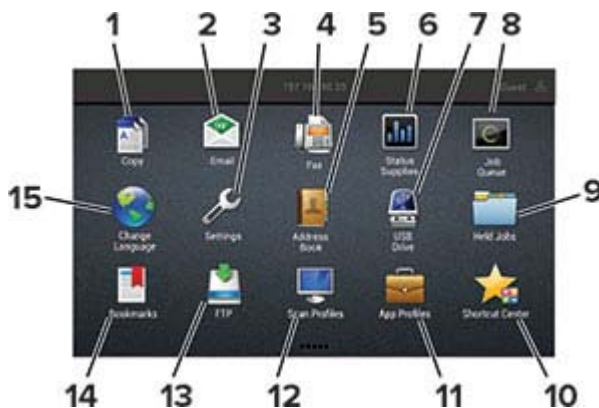 1 2 3 4 5 6 7 8
Guest
Copy Email Fax Status Supplies Job Queue
15 9
Change Language Settings Address Book USB Drive Held Jobs
Bookmarks FTP Scan Profiles App Profiles Shortcut Center
14 13 12 11 10